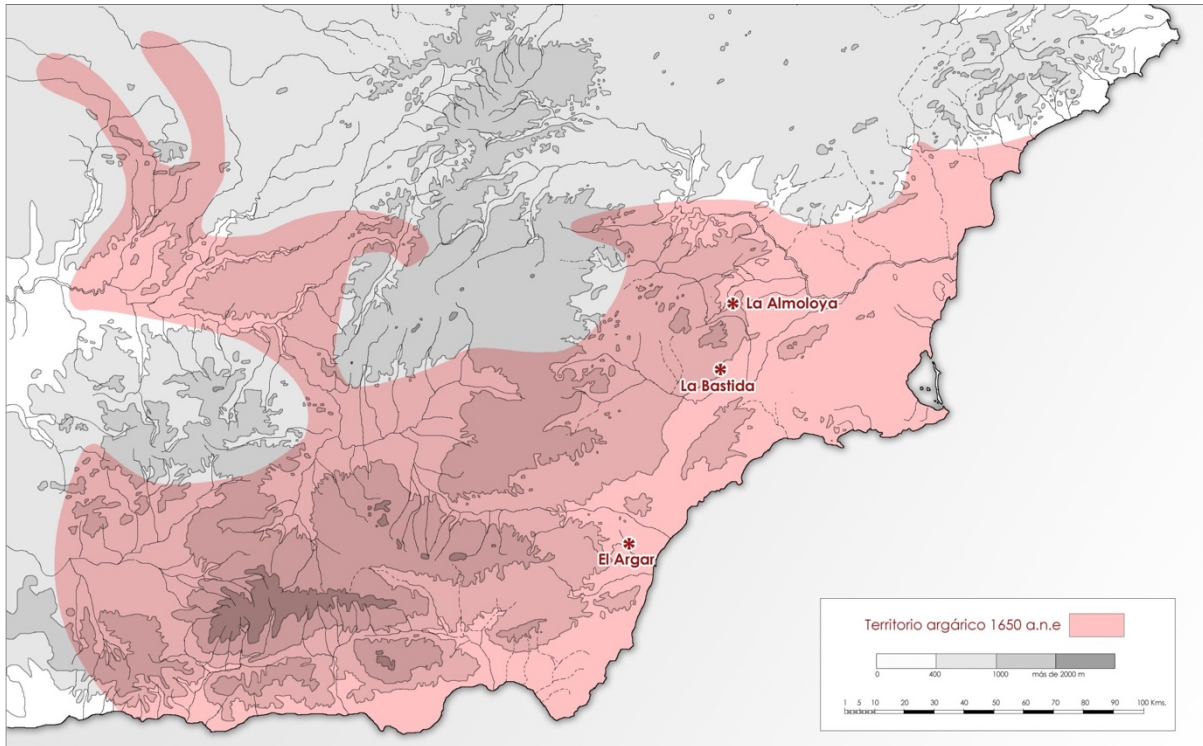 * La Almoloya
*
La Bastida
*
El Argar
Territorio argárico 1650 a.n.e
0 400 1000 más de 2000 m
1 5 10 20 30 40 50 60 70 80 90 100 Kms.